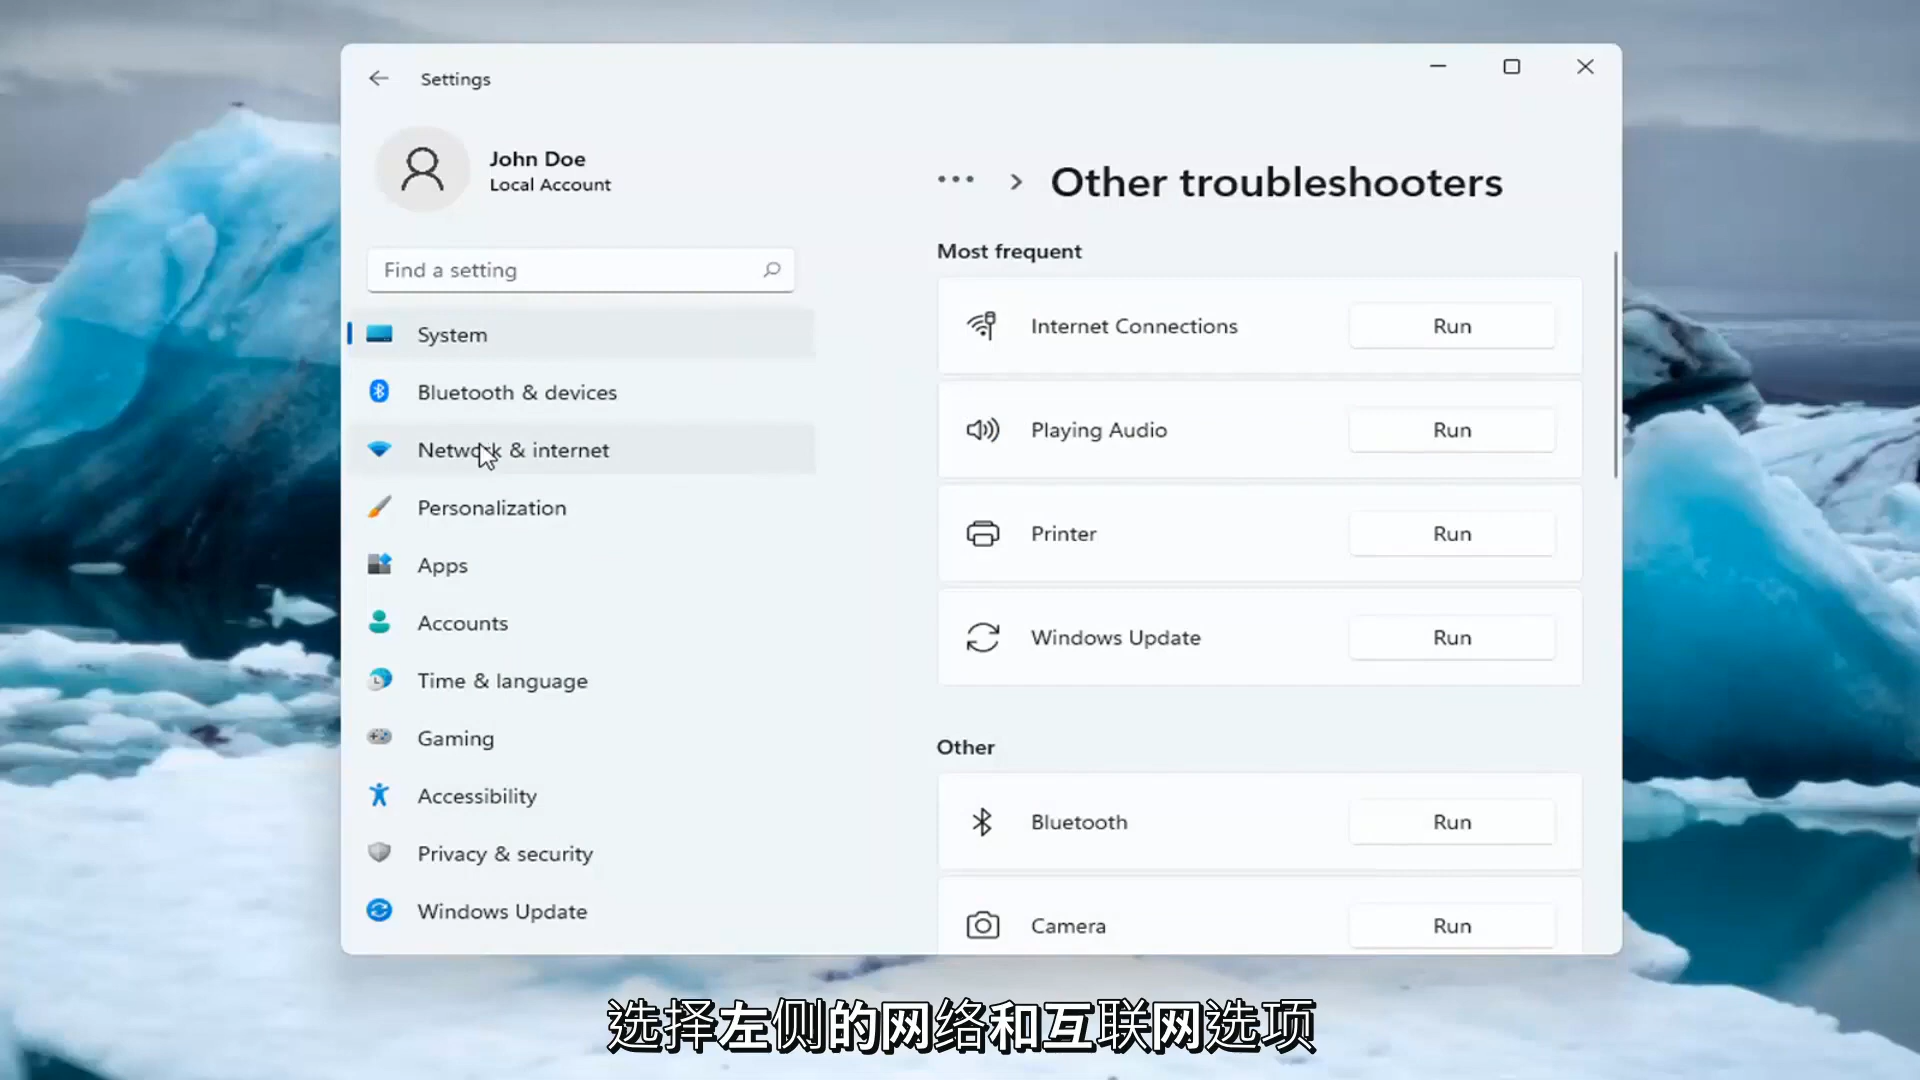 Settings
John Doe
Local Account
Find a setting
System
Bluetooth & devices
Network & internet
Personalization
Apps
Accounts
Time & language
Gaming
Accessibility
Privacy & security
Windows Update
Other troubleshooters
Most frequent
Internet Connections Run
Playing Audio Run
Printer Run
Windows Update Run
Other
Bluetooth Run
Camera Run
选择左侧的网络和互联网选项